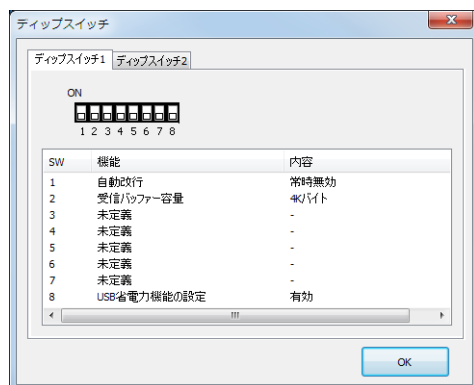 ディップスイッチ
ディップスイッチ1 ディップスイッチ2
ON
1 2 3 4 5 6 7 8
SW 機能 内容
1 自動改行 常時無効
2 受信バッファー容量 4Kバイト
3 未定義 -
4 未定義 -
5 未定義 -
6 未定義 -
7 未定義 -
8 USB省電力機能の設定 有効
OK